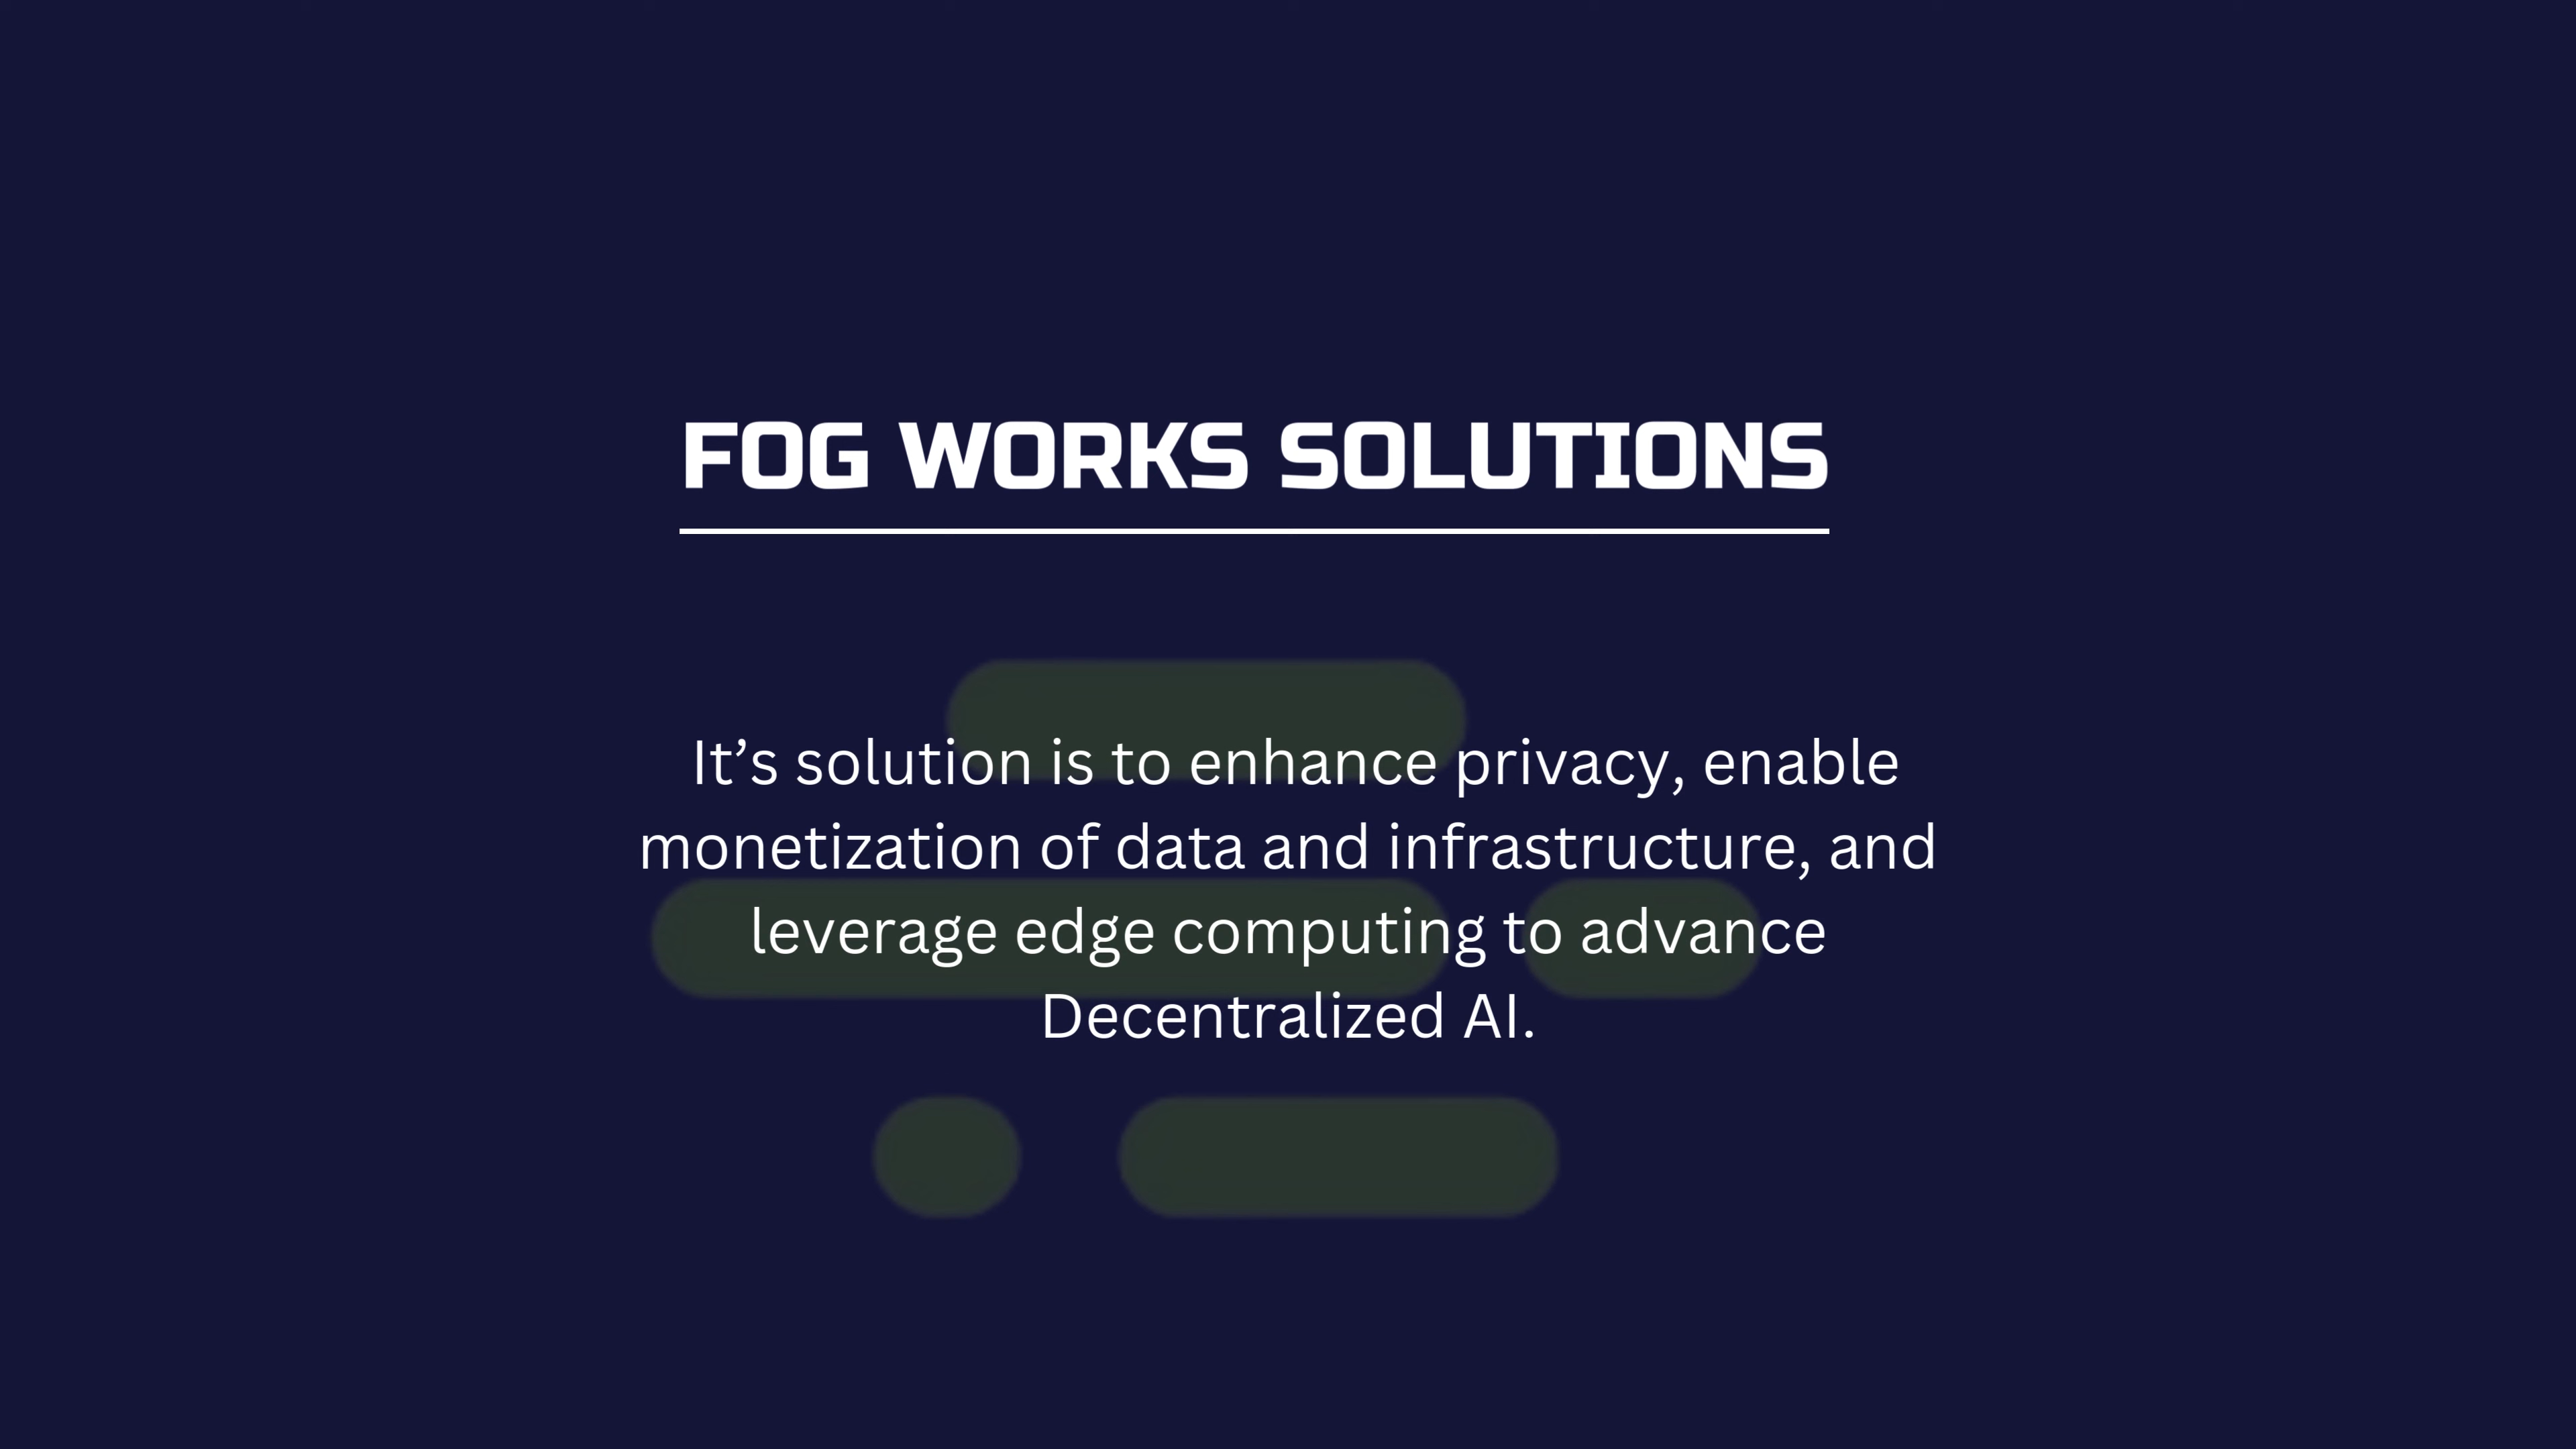 FOG WORKS SOLUTIONS
It’s solution is to enhance privacy, enable
monetization of data and infrastructure, and
leverage edge computing to advance
Decentralized AI.